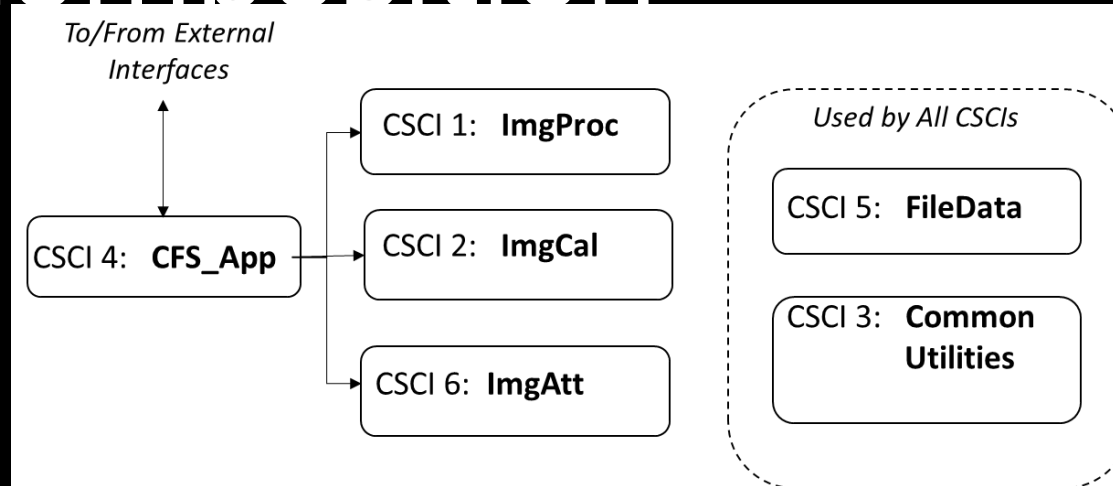 To/From External
Interfaces
CSCI 1: ImgProc
CSCI 4: CFS_App
CSCI 2: ImgCal
CSCI 6: ImgAtt
Used by All CSCIs
CSCI 5: FileData
CSCI 3: Common
Utilities